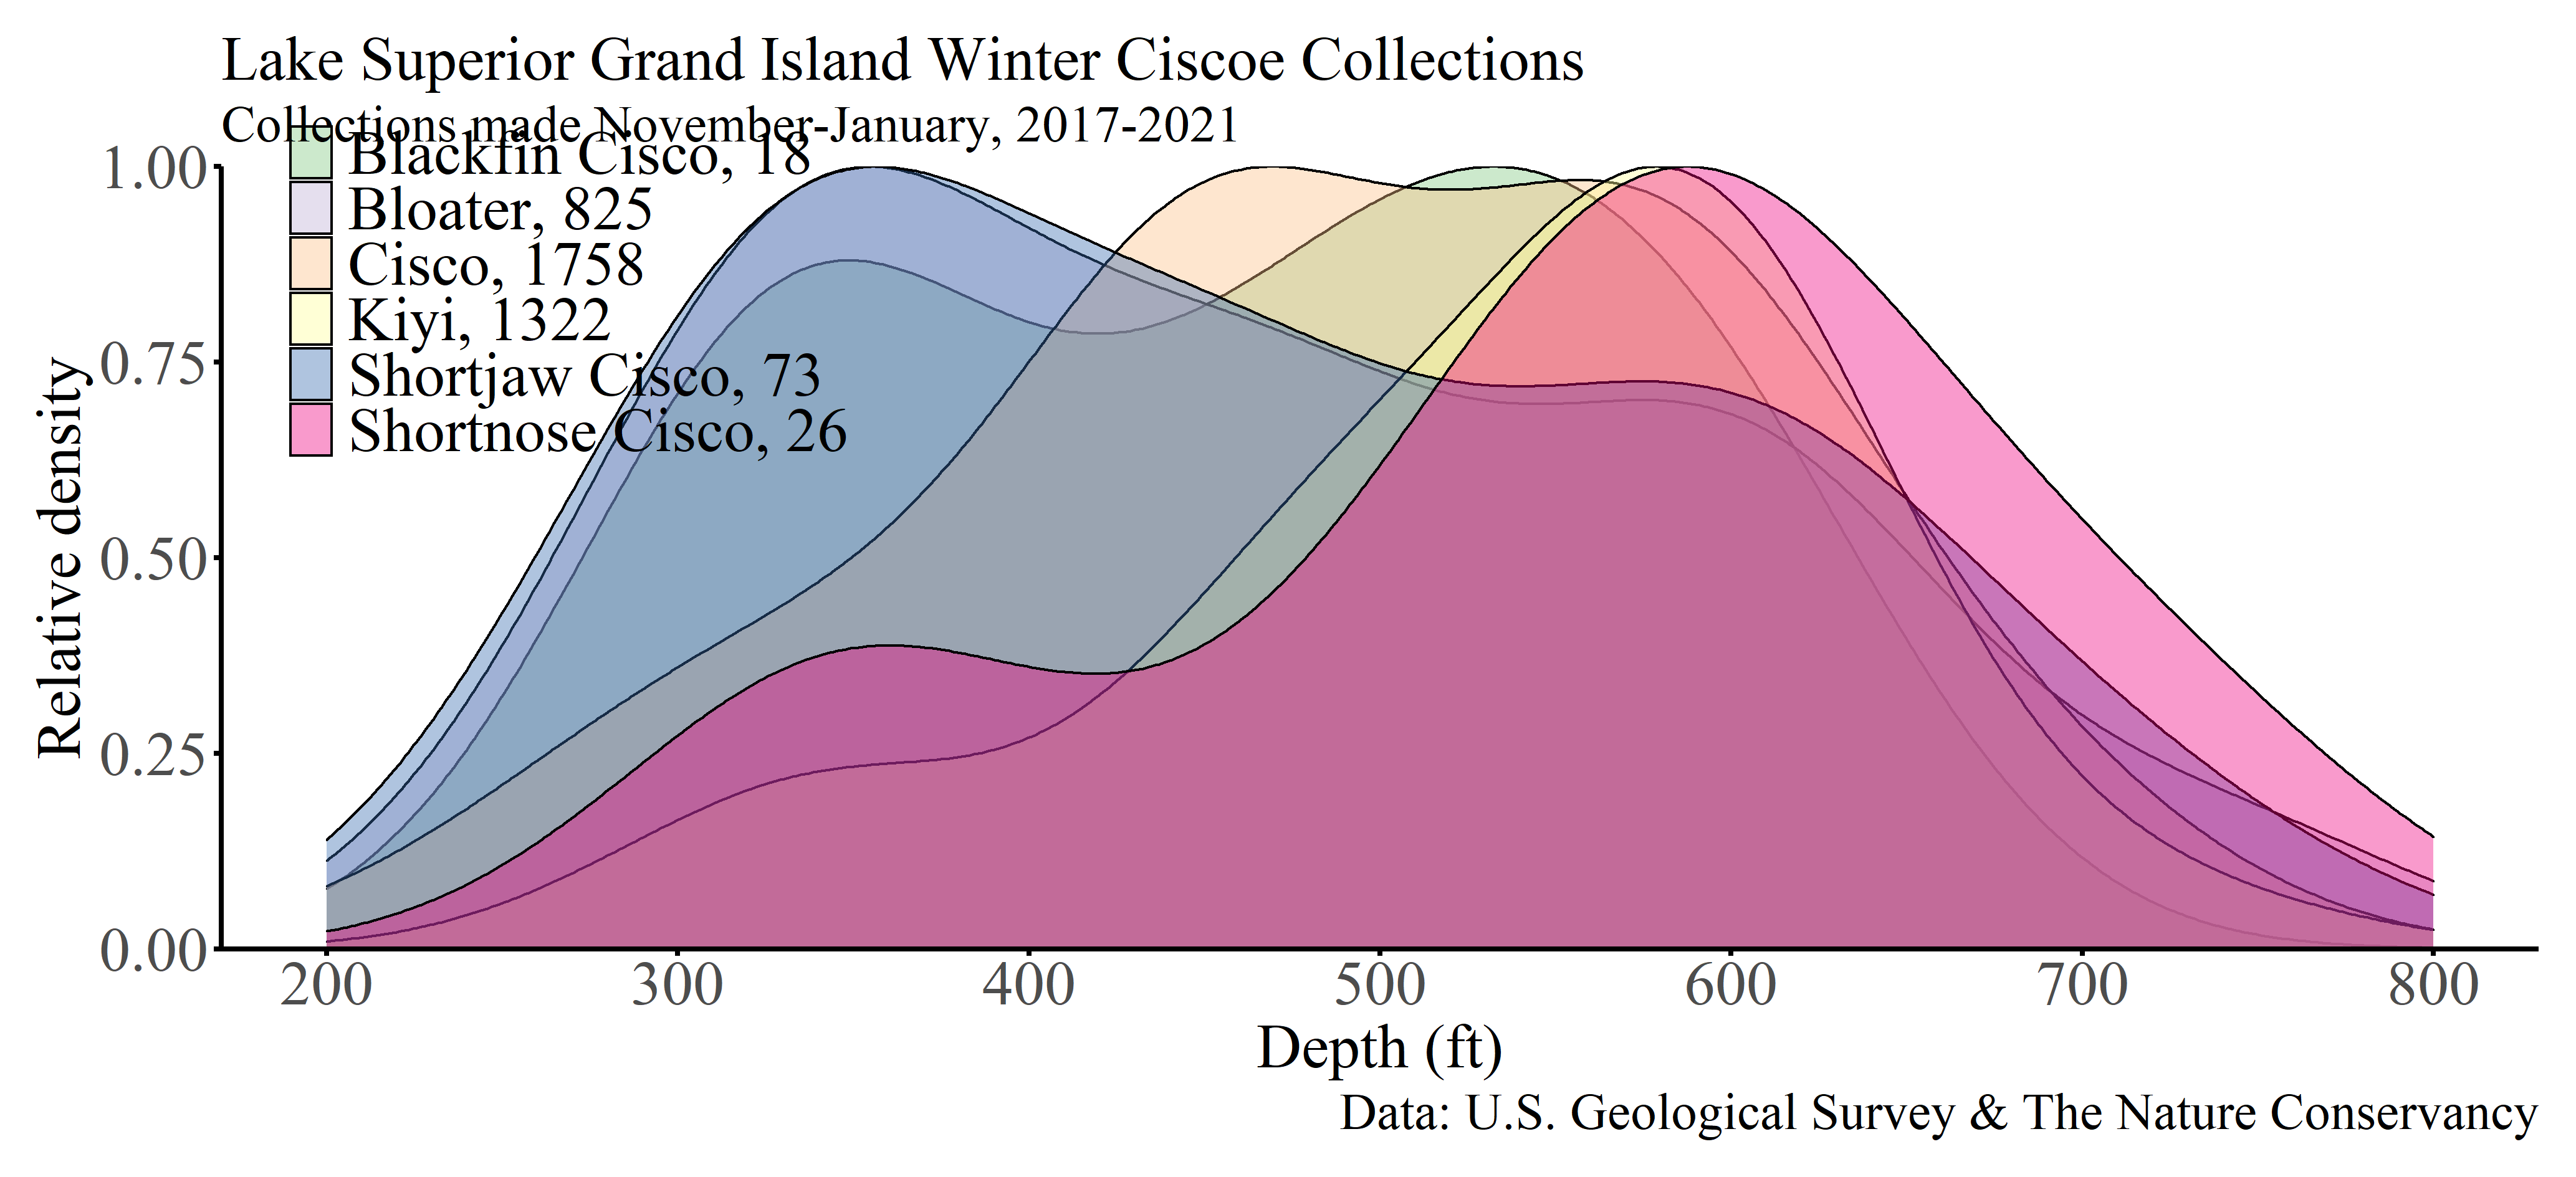 Lake Superior Grand Island Winter Ciscoe Collections
Collections made November-January, 2017-2021
Blackfin Cisco, 18
Bloater, 825
Cisco, 1758
Kiyi, 1322
Shortjaw Cisco, 73
Shortnose Cisco, 26
Relative density
1.00
0.75
0.50
0.25
0.00
200 300 400 500 600 700 800
Depth (ft)
Data: U.S. Geological Survey & The Nature Conservancy